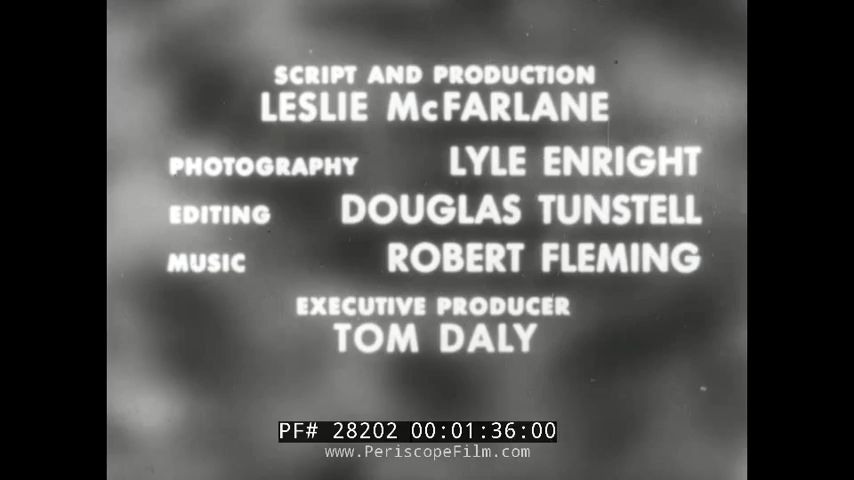 SCRIPT AND PRODUCTION
LESLIE McFARLANE
PHOTOGRAPHY LYLE ENRIGHT
EDITING DOUGLAS TUNSTELL
MUSIC ROBERT FLEMING
EXECUTIVE PRODUCER
TOM DALY
PF# 28202 00:01:36:00
www.PeriscopeFilm.com